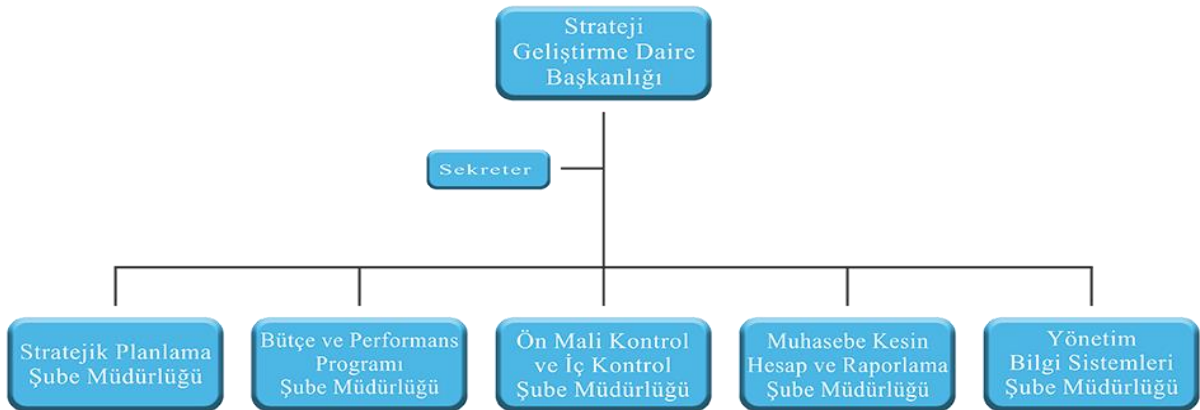 Strateji
Geliştirme Daire
Başkanlığı
Sekreter
Stratejik Planlama
Şube Müdürlüğü
Bütçe ve Performans
Programı
Şube Müdürlüğü
Ön Mali Kontrol
ve İç Kontrol
Şube Müdürlüğü
Muhasebe Kesin
Hesap ve Raporlama
Şube Müdürlüğü
Yönetim
Bilgi Sistemleri
Şube Müdürlüğü